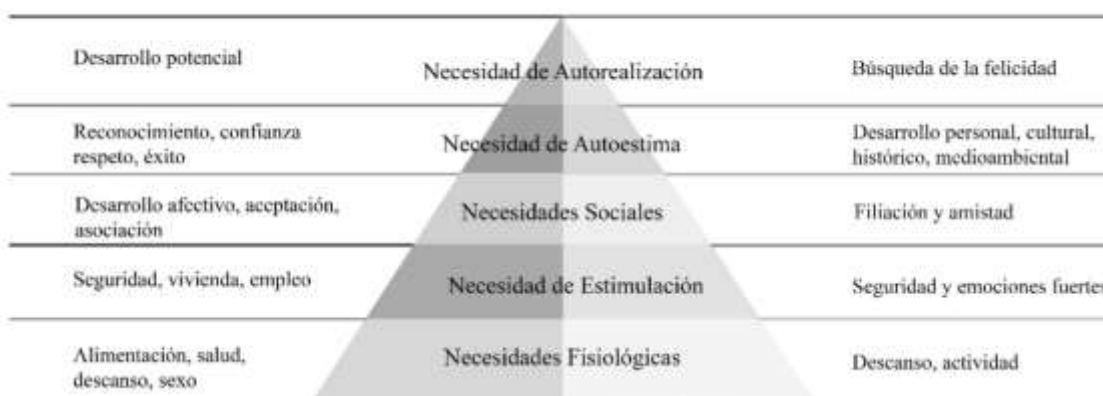 Desarrollo potencial
Necesidad de Autorealización
Búsqueda de la felicidad
Reconocimiento, confianza
respeto, éxito
Necesidad de Autoestima
Desarrollo personal, cultural,
histórico, medioambiental
Desarrollo afectivo, aceptación,
asociación
Necesidades Sociales
Filiación y amistad
Seguridad, vivienda, empleo
Necesidad de Estimulación
Seguridad y emociones fuertes
Alimentación, salud,
descanso, sexo
Necesidades Fisiológicas
Descanso, actividad